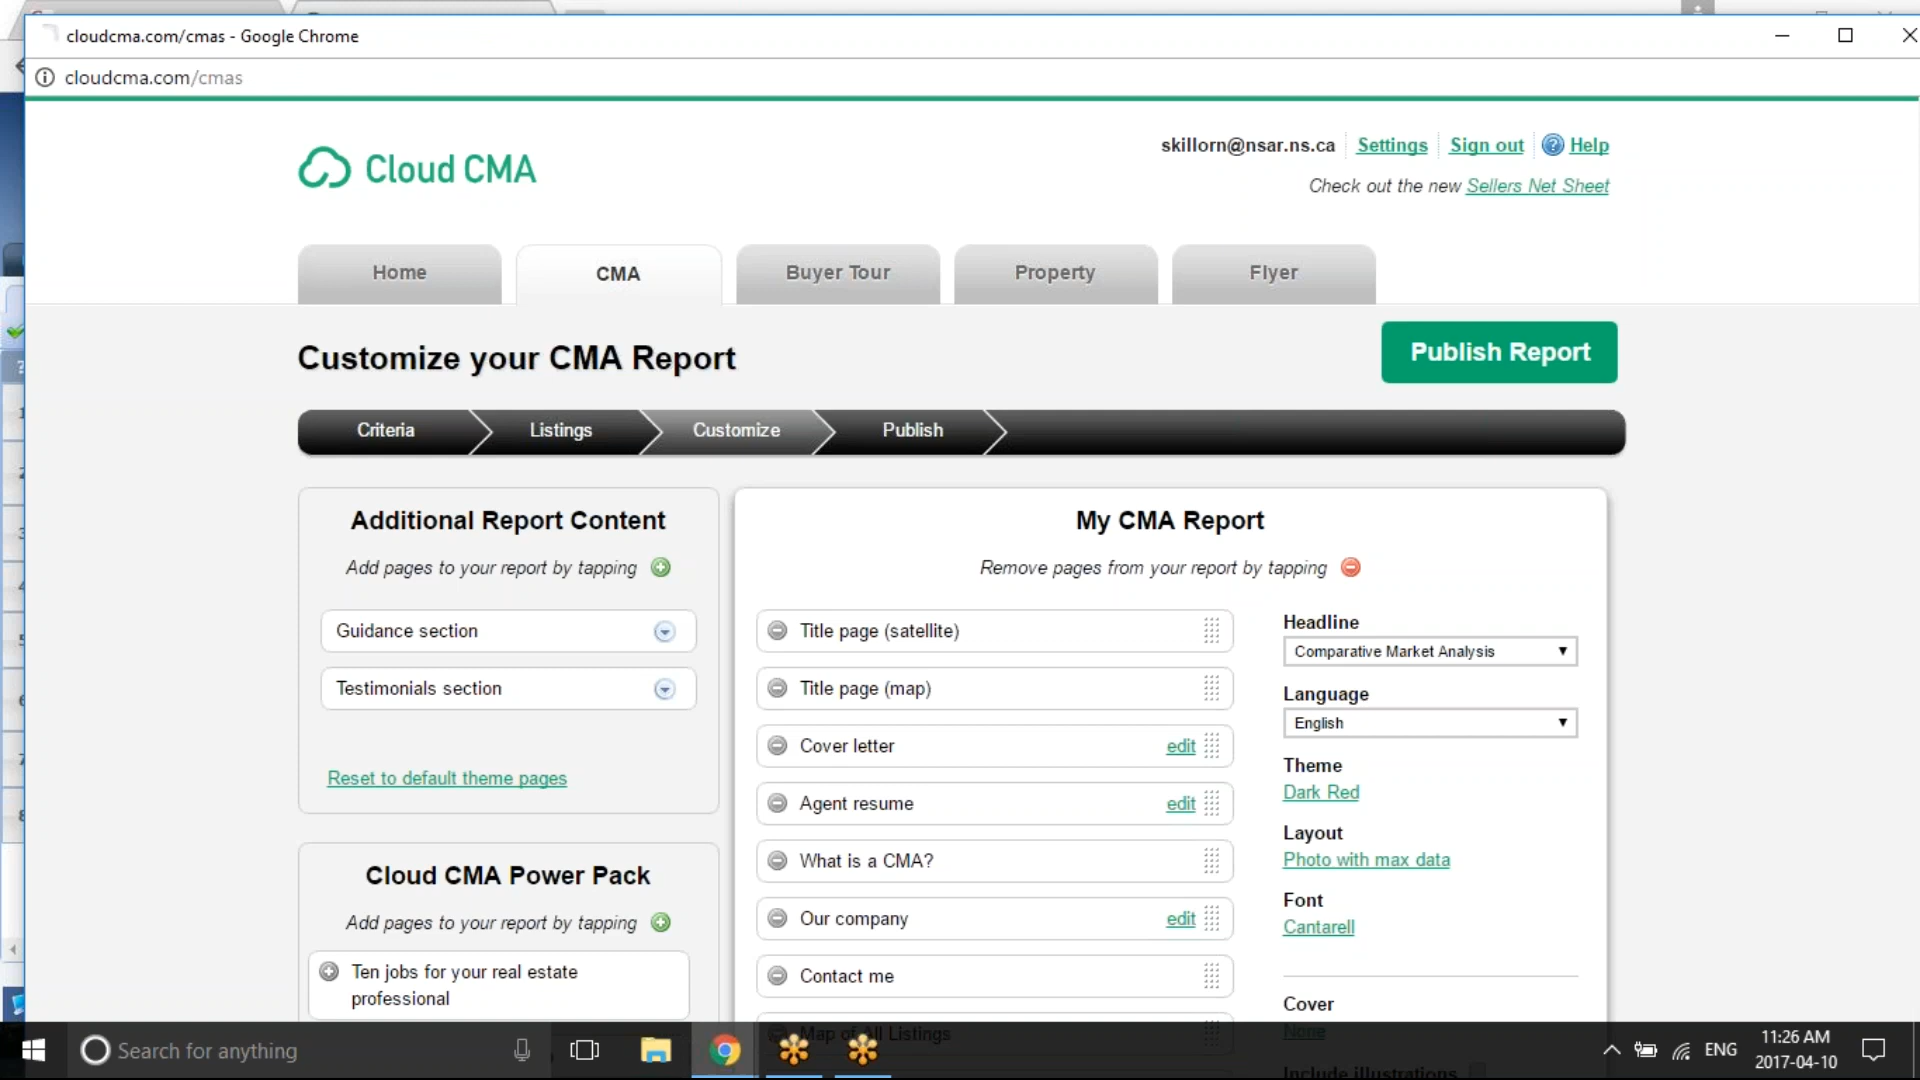 cloudcma.com/cmas - Google Chrome
cloudcma.com/cmas
skillorn@nsar.ns.ca Settings Sign out ? Help
Cloud CMA
Check out the new Sellers Net Sheet
Home CMA Buyer Tour Property Flyer
Customize your CMA Report
Publish Report
Criteria Listings Customize Publish
Additional Report Content
Add pages to your report by tapping
Guidance section
Testimonials section
Reset to default theme pages
Cloud CMA Power Pack
Add pages to your report by tapping
Ten jobs for your real estate
professional
My CMA Report
Remove pages from your report by tapping
Title page (satellite)
Title page (map)
Cover letter edit
Agent resume edit
What is a CMA?
Our company edit
Contact me
Map of All Listings
Headline
Comparative Market Analysis
Language
English
Theme
Dark Red
Layout
Photo with max data
Font
Cantarell
Cover
None
Include illustrations
Search for anything
ENG
11:26 AM
2017-04-10